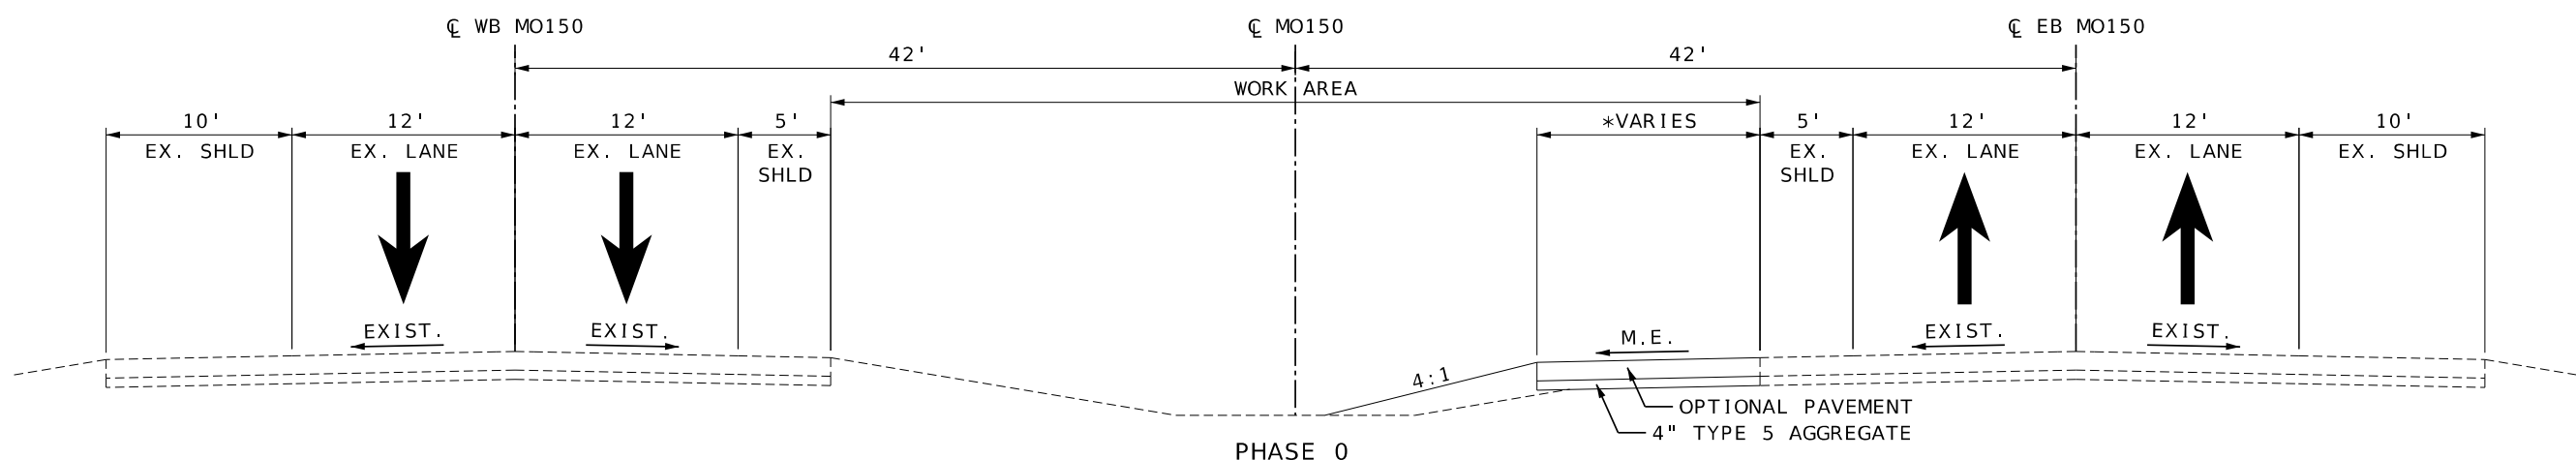 ℄ WB MO150
℄ MO150
℄ EB MO150
42'
42'
WORK AREA
10'
12'
12'
5'
*VARIES
5'
12'
12'
10'
EX. SHLD
EX. LANE
EX. LANE
EX.
SHLD
EX.
SHLD
EX. LANE
EX. LANE
EX. SHLD
EXIST.
EXIST.
M.E.
EXIST.
EXIST.
4:1
OPTIONAL PAVEMENT
4" TYPE 5 AGGREGATE
PHASE 0